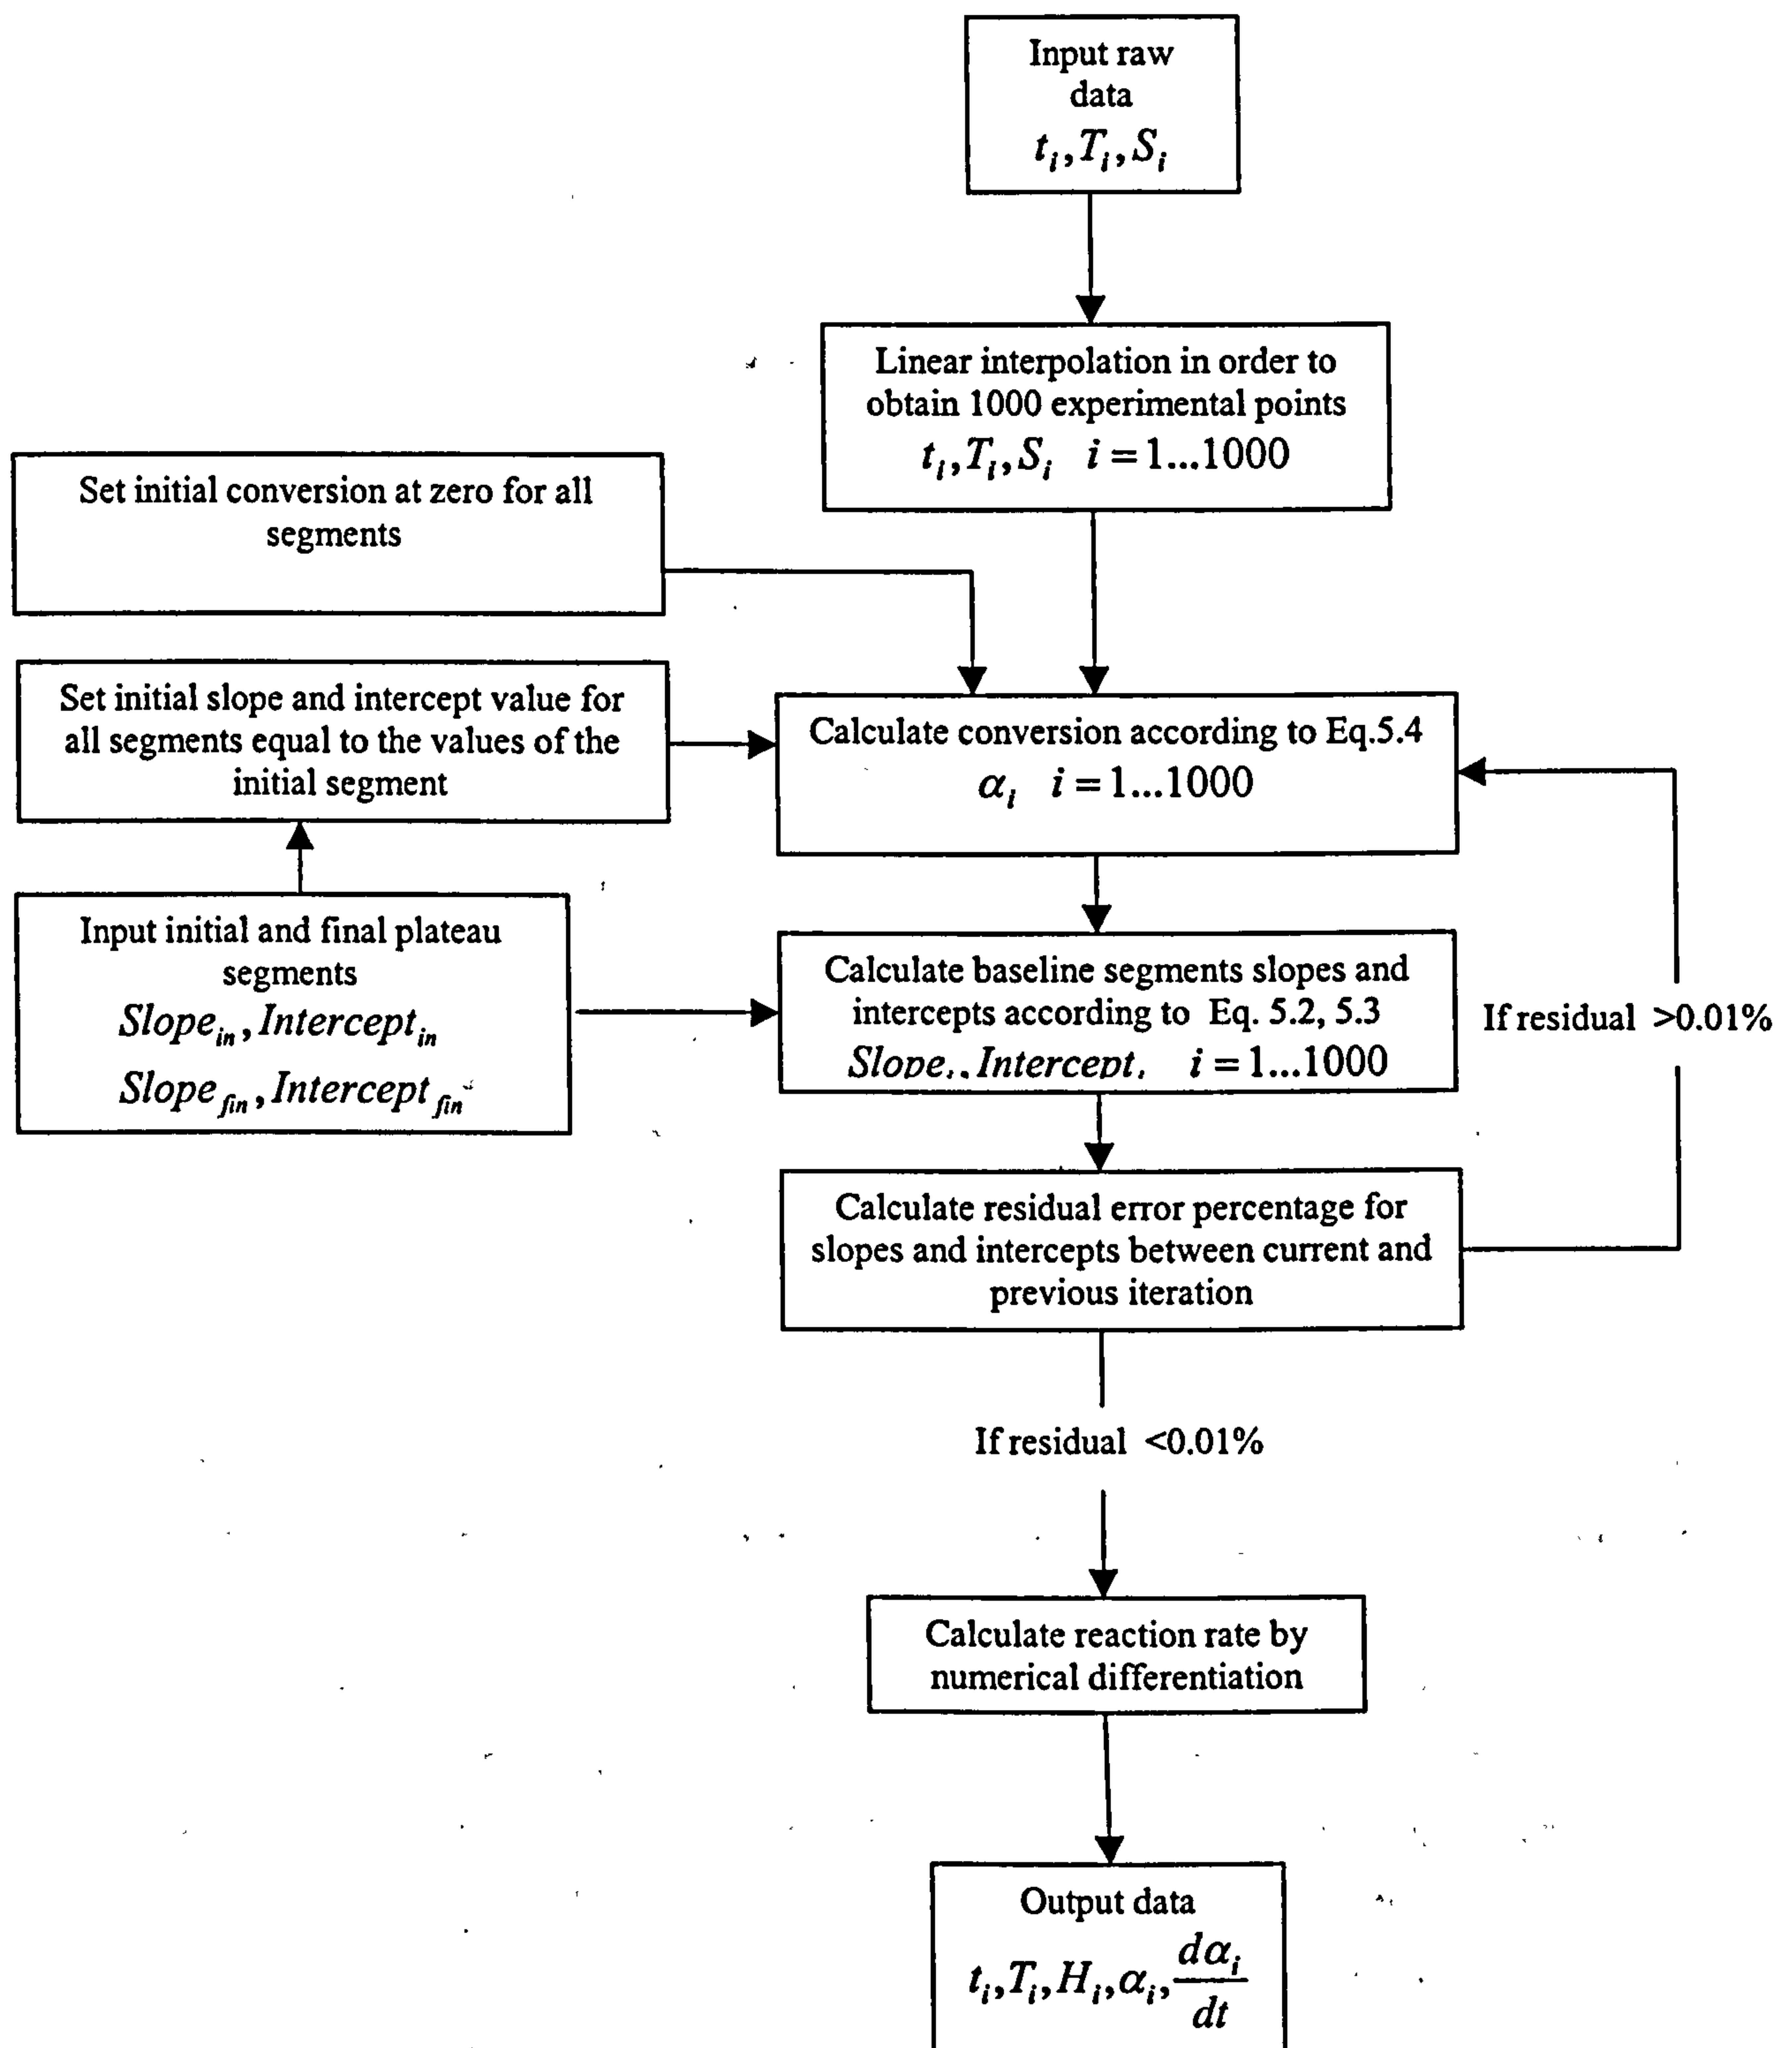 Input raw
data
t_i, T_i, S_i
Linear interpolation in order to
obtain 1000 experimental points
t_i, T_i, S_i i = 1...1000
Set initial conversion at zero for all
segments
Set initial slope and intercept value for
all segments equal to the values of the
initial segment
Calculate conversion according to Eq.5.4
α_i i = 1...1000
Input initial and final plateau
segments
Slope_in, Intercept_in
Slope_fin, Intercept_fin
Calculate baseline segments slopes and
intercepts according to Eq. 5.2, 5.3
Slope_i, Intercept_i i = 1...1000
If residual >0.01%
Calculate residual error percentage for
slopes and intercepts between current and
previous iteration
If residual <0.01%
Calculate reaction rate by
numerical differentiation
Output data
t_i, T_i, H_i, α_i, dα_i/dt